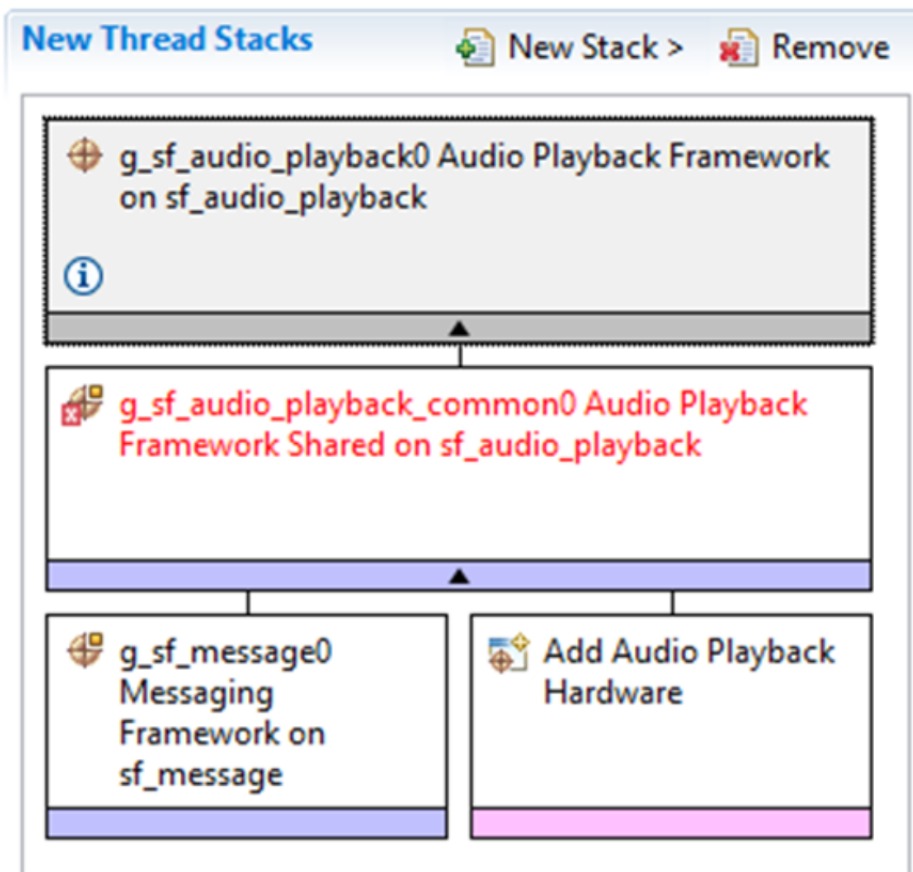 New Thread Stacks
New Stack >
Remove
g_sf_audio_playback0 Audio Playback Framework
on sf_audio_playback
g_sf_audio_playback_common0 Audio Playback
Framework Shared on sf_audio_playback
g_sf_message0
Messaging
Framework on
sf_message
Add Audio Playback
Hardware